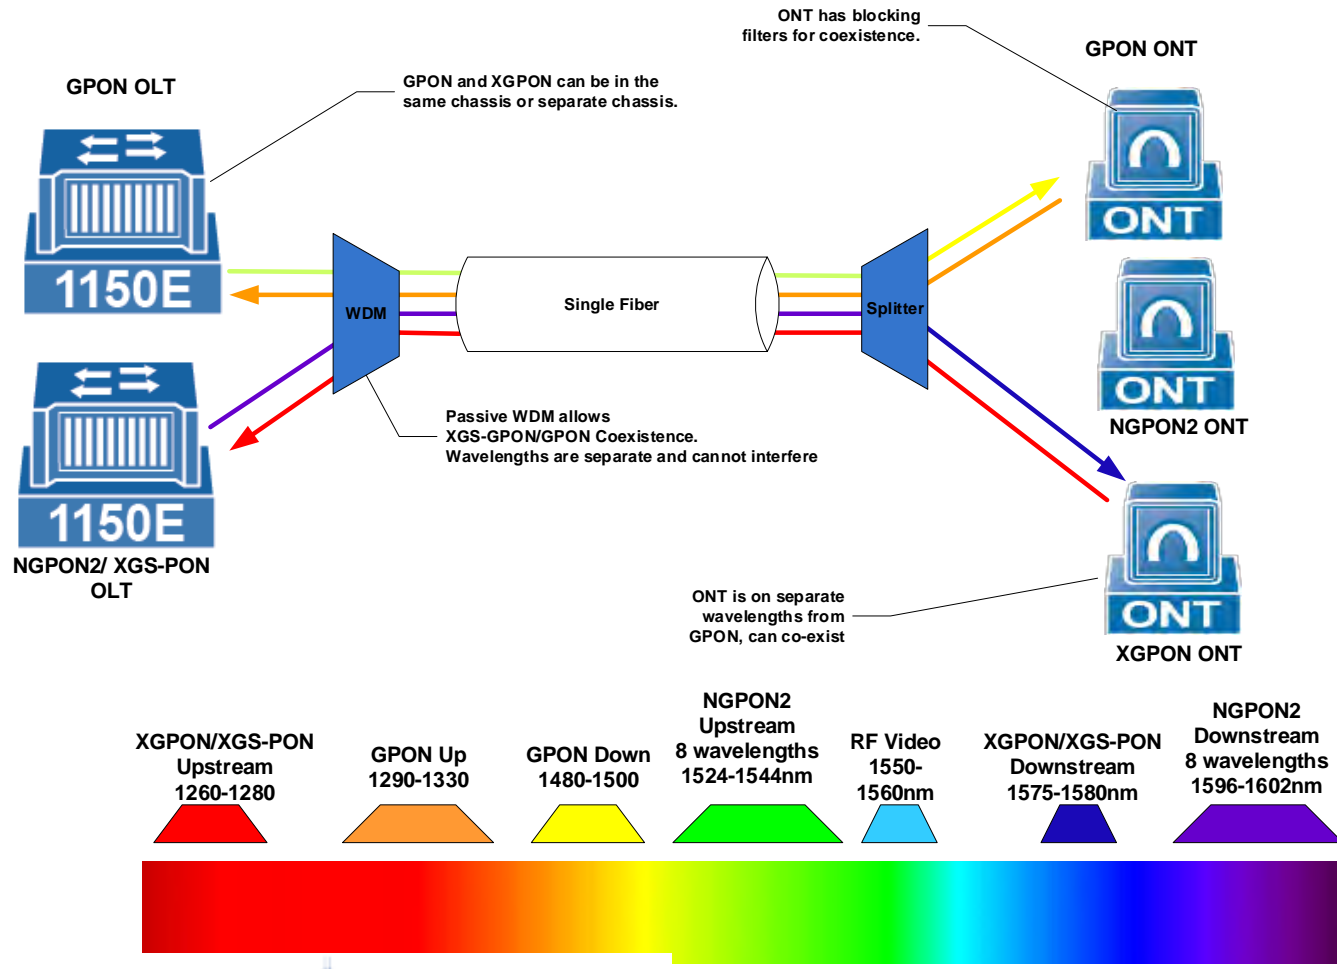 ONT has blocking
filters for coexistence.
GPON ONT
GPON OLT
GPON and XGPON can be in the
same chassis or separate chassis.
ONT
1150E
WDM
Single Fiber
Splitter
ONT
NGPON2 ONT
Passive WDM allows
XGS-GPON/GPON Coexistence.
Wavelengths are separate and cannot interfere
1150E
NGPON2/ XGS-PON
OLT
ONT is on separate
wavelengths from
GPON, can co-exist
ONT
XGPON ONT
XGPON/XGS-PON
Upstream
1260-1280
GPON Up
1290-1330
GPON Down
1480-1500
NGPON2
Upstream
8 wavelengths
1524-1544nm
RF Video
1550-
1560nm
XGPON/XGS-PON
Downstream
1575-1580nm
NGPON2
Downstream
8 wavelengths
1596-1602nm